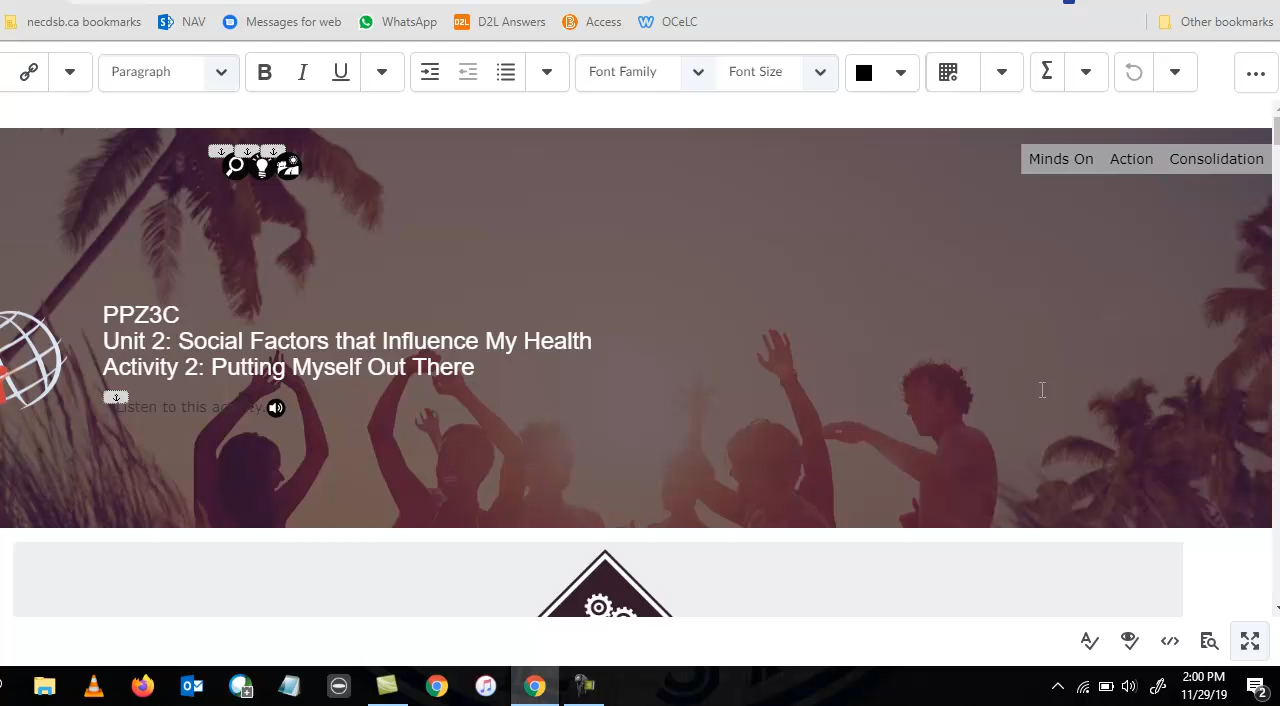 necdsb.ca bookmarks NAV Messages for web WhatsApp D2L Answers Access OCeLC Other bookmarks
Paragraph B I U Font Family Font Size Σ
Minds On Action Consolidation
PPZ3C
Unit 2: Social Factors that Influence My Health
Activity 2: Putting Myself Out There
Listen to this activity.
2:00 PM
11/29/19
2